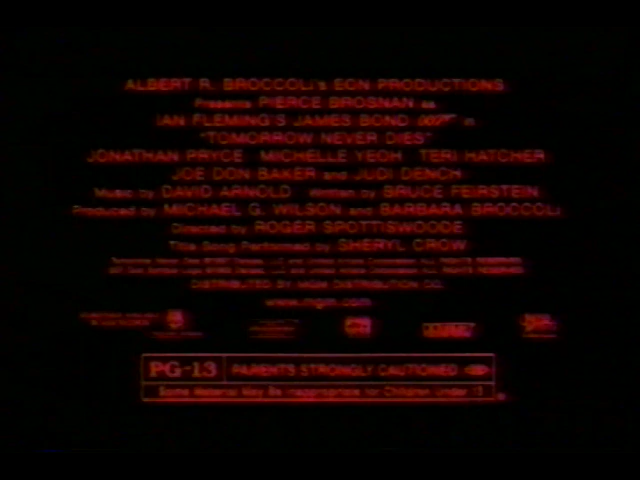 ALBERT R. BROCCOLI's EON PRODUCTIONS
Presents PIERCE BROSNAN as
IAN FLEMING'S JAMES BOND 007 in
"TOMORROW NEVER DIES"
JONATHAN PRYCE MICHELLE YEOH TERI HATCHER
JOE DON BAKER and JUDI DENCH
Music by DAVID ARNOLD Written by BRUCE FEIRSTEIN
Produced by MICHAEL G. WILSON and BARBARA BROCCOLI
Directed by ROGER SPOTTISWOODE
Title Song Performed by SHERYL CROW
RIGHTS RESERVED
RIGHTS RESERVED
DISTRIBUTED BY MGM DISTRIBUTION CO.
www.mgm.com
PG-13 PARENTS STRONGLY CAUTIONED
Some Material May Be Inappropriate for Children Under 13